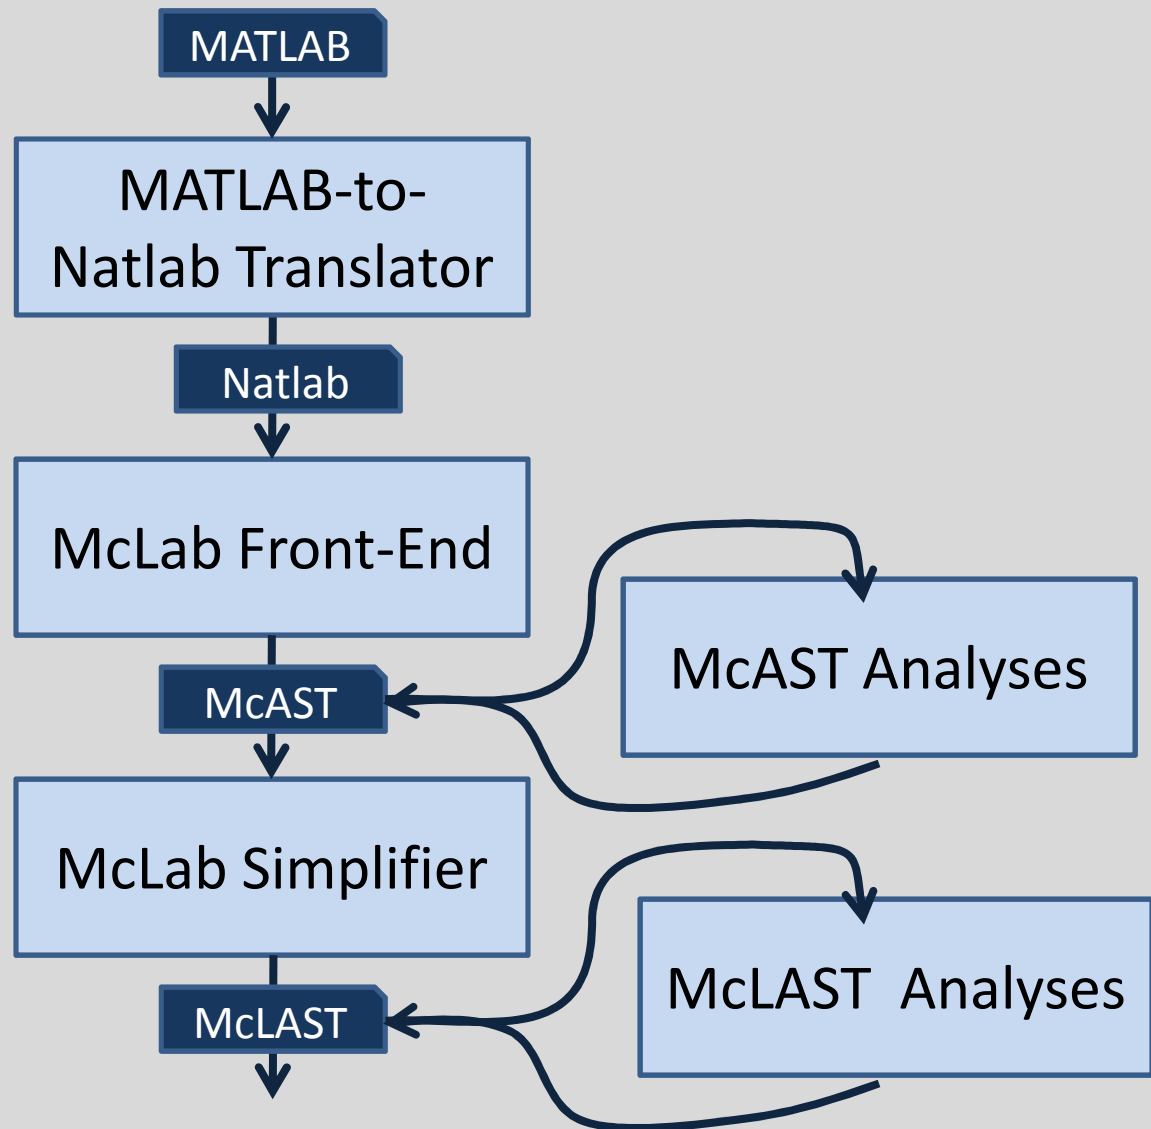 MATLAB
MATLAB-to-
Natlab Translator
Natlab
McLab Front-End
McAST Analyses
McAST
McLab Simplifier
McLAST  Analyses
McLAST